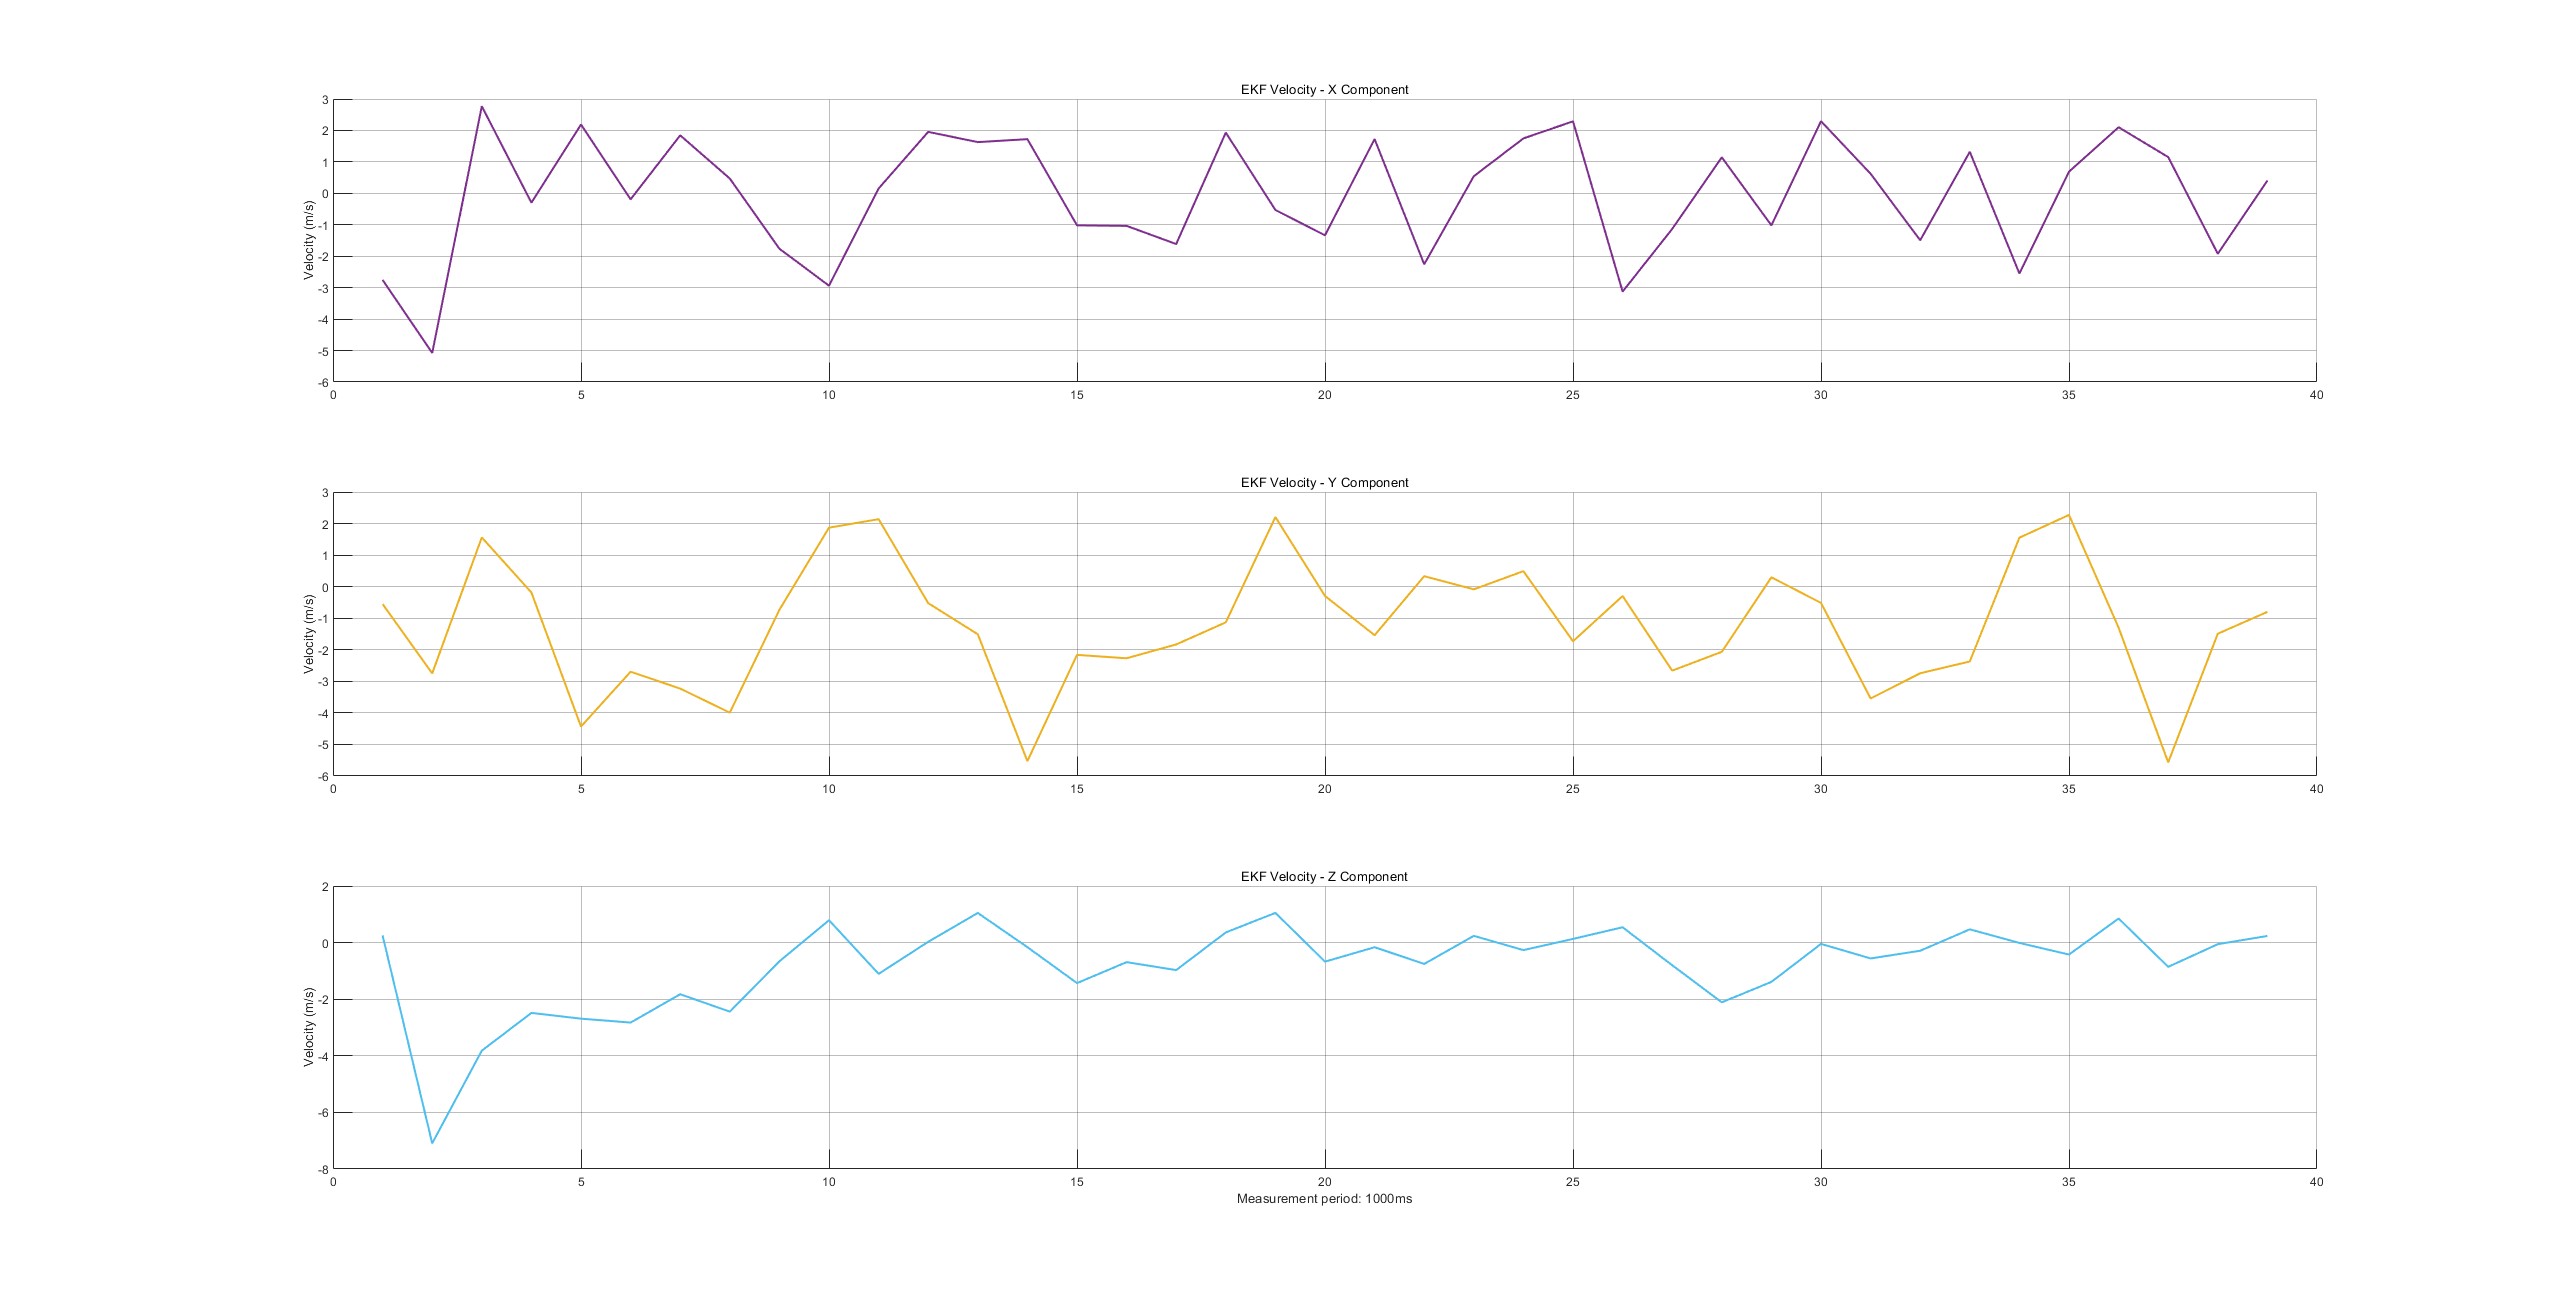 EKF Velocity - X Component
3
2
1
0
-1
-2
-3
-4
-5
-6
Velocity (m/s)
0 5 10 15 20 25 30 35 40
EKF Velocity - Y Component
3
2
1
0
-1
-2
-3
-4
-5
-6
Velocity (m/s)
0 5 10 15 20 25 30 35 40
EKF Velocity - Z Component
2
0
-2
-4
-6
-8
Velocity (m/s)
0 5 10 15 20 25 30 35 40
Measurement period: 1000ms